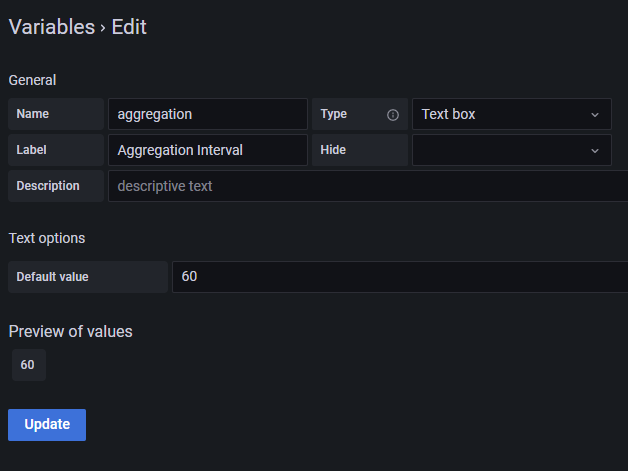 Variables › Edit
General
Name aggregation Type Text box
Label Aggregation Interval Hide
Description descriptive text
Text options
Default value 60
Preview of values
60
Update